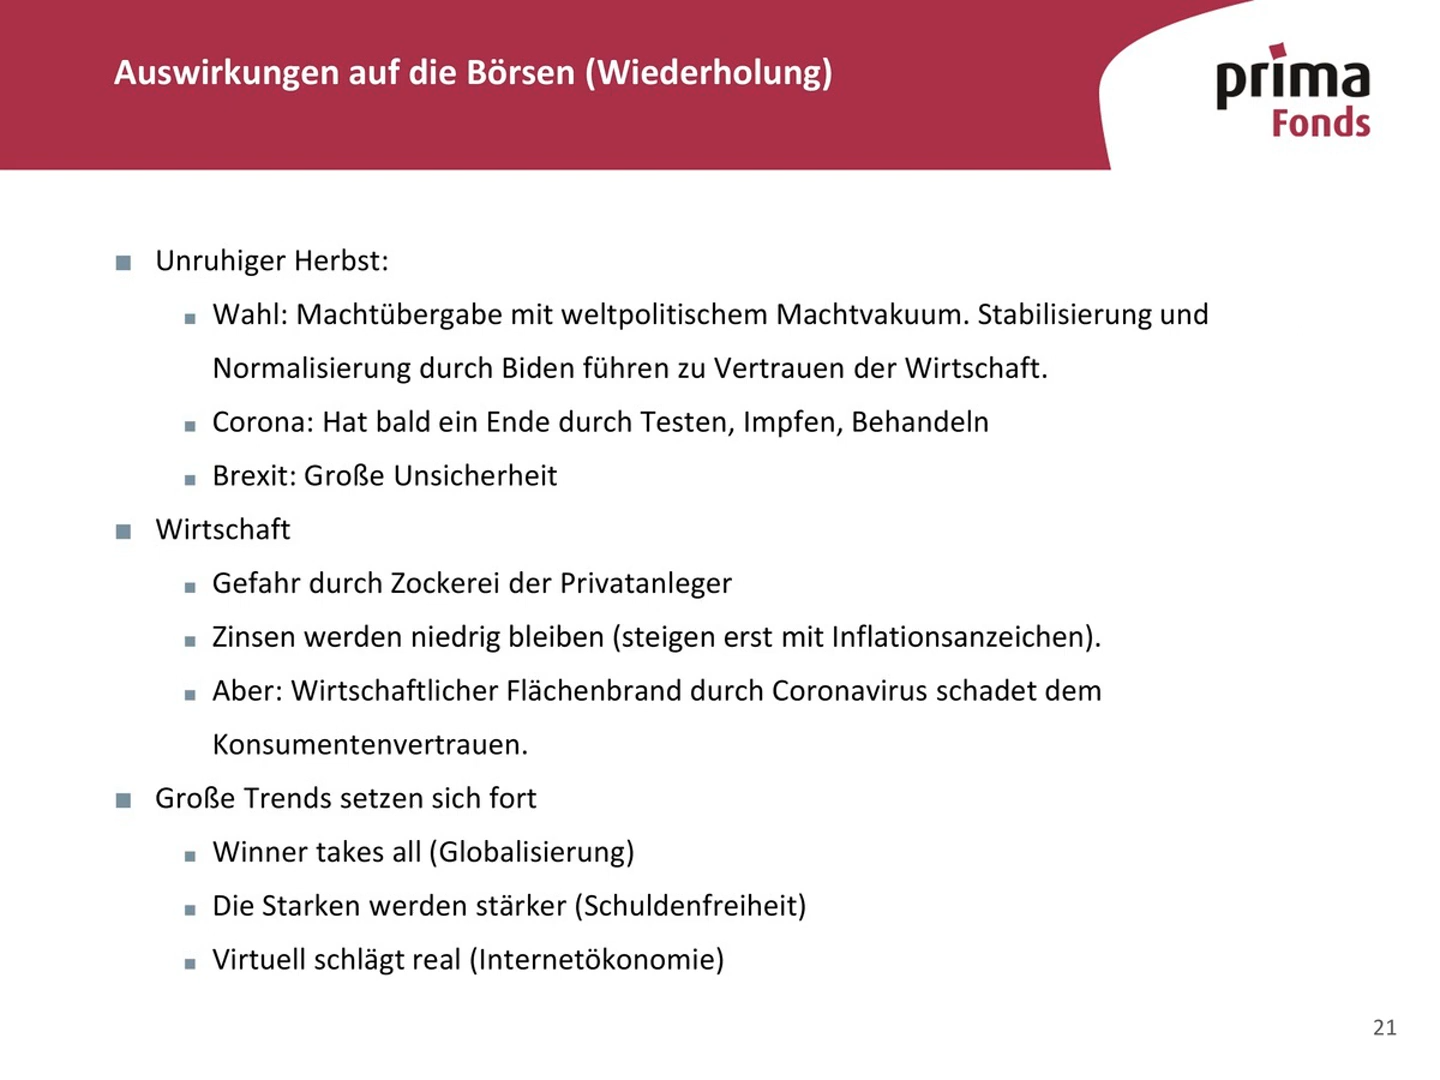 Auswirkungen auf die Börsen (Wiederholung)
prima
Fonds
■ Unruhiger Herbst:
■ Wahl: Machtübergabe mit weltpolitischem Machtvakuum. Stabilisierung und
Normalisierung durch Biden führen zu Vertrauen der Wirtschaft.
■ Corona: Hat bald ein Ende durch Testen, Impfen, Behandeln
■ Brexit: Große Unsicherheit
■ Wirtschaft
■ Gefahr durch Zockerei der Privatanleger
■ Zinsen werden niedrig bleiben (steigen erst mit Inflationsanzeichen).
■ Aber: Wirtschaftlicher Flächenbrand durch Coronavirus schadet dem
Konsumentenvertrauen.
■ Große Trends setzen sich fort
■ Winner takes all (Globalisierung)
■ Die Starken werden stärker (Schuldenfreiheit)
■ Virtuell schlägt real (Internetökonomie)
21